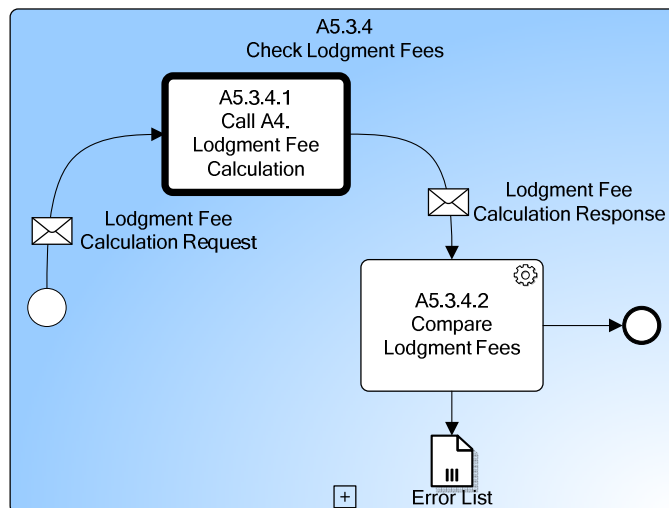 A5.3.4
Check Lodgment Fees
A5.3.4.1
Call A4.
Lodgment Fee
Calculation
Lodgment Fee
Calculation Request
Lodgment Fee
Calculation Response
A5.3.4.2
Compare
Lodgment Fees
Error List